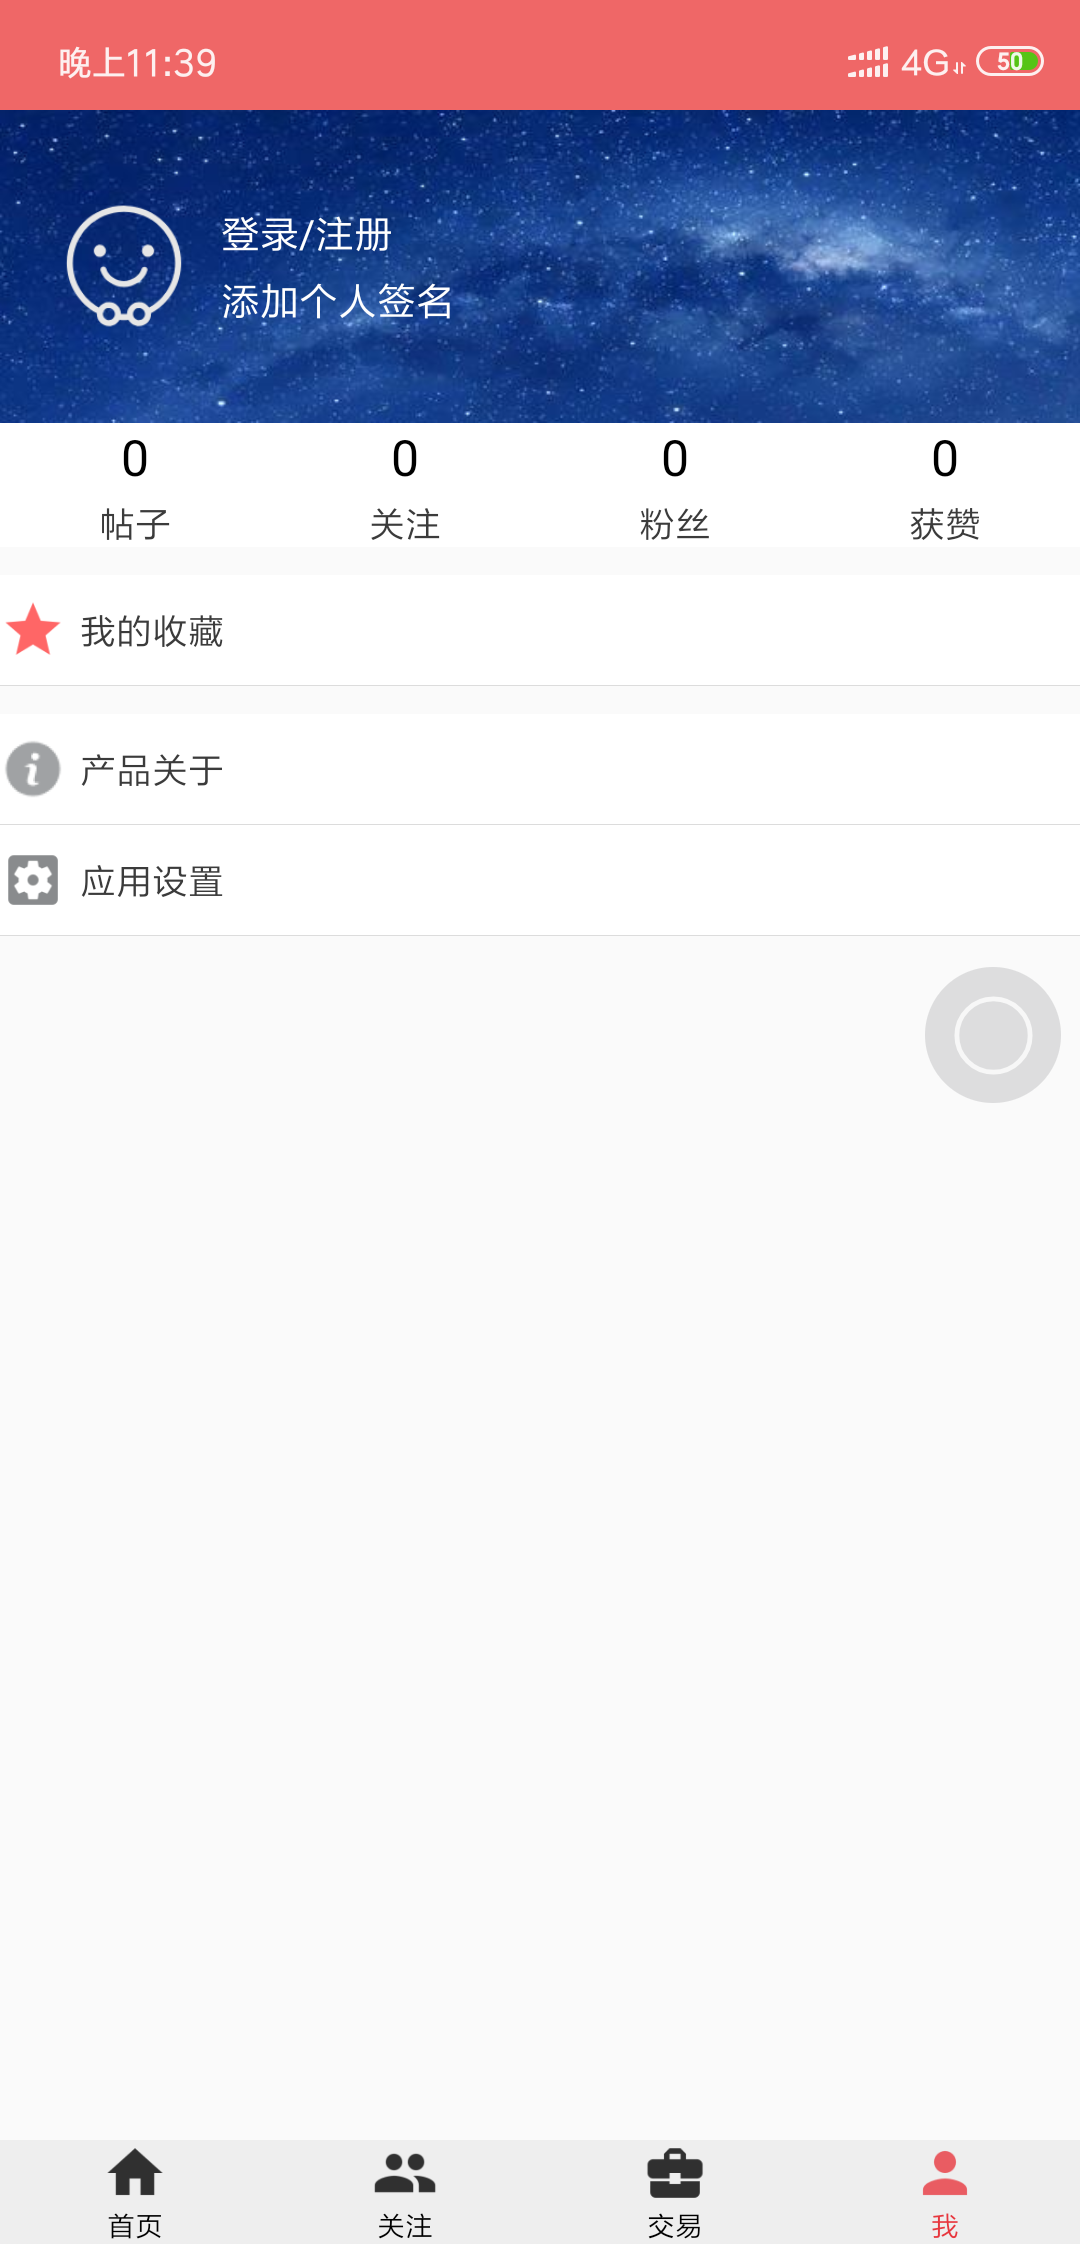 晚上11:39 4G 50
登录/注册
添加个人签名
0 0 0 0
帖子 关注 粉丝 获赞
我的收藏
产品关于
应用设置
首页 关注 交易 我